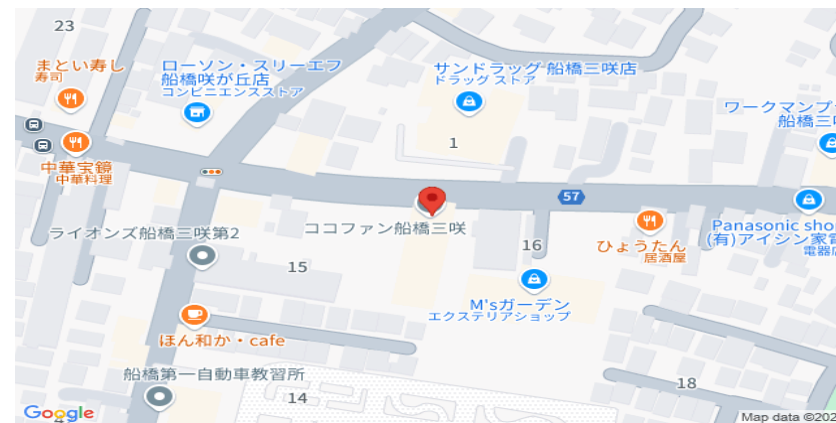 23
まとい寿し
寿司
ローソン・スリーエフ
船橋咲が丘店
コンビニエンスストア
サンドラッグ 船橋三咲店
ドラッグ ストア
ワークマンプ
船橋三
1
中華宝鏡
中華料理
57
ココファン船橋三咲
ライオンズ船橋三咲第2
15
16
ひょうたん
居酒屋
Panasonic shop
(有)アイシン家電
電器店
M'sガーデン
エクステリアショップ
ほん和か・cafe
船橋第一自動車教習所
14
18
Google
Map data ©202